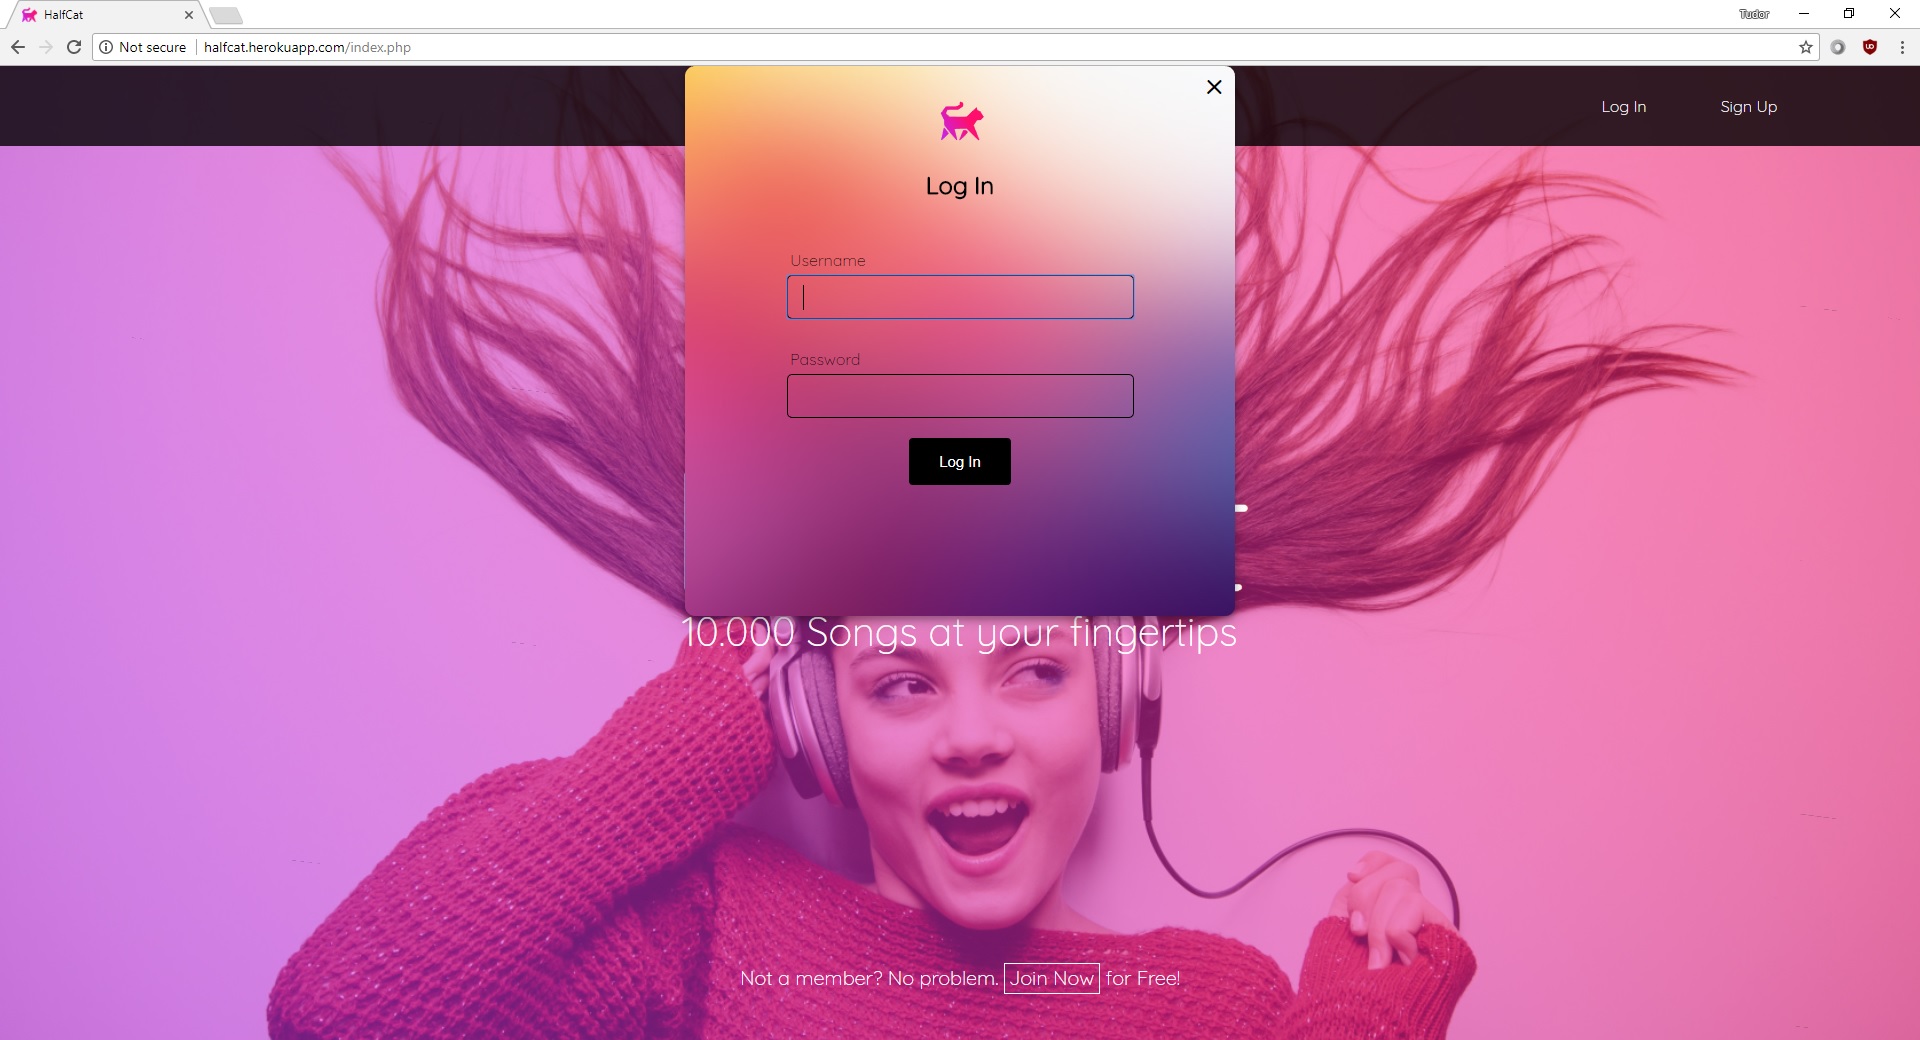 HalfCat
Tudor
Not secure
halfcat.herokuapp.com/index.php
Log In
Sign Up
Log In
Username
Password
Log In
10.000 Songs at your fingertips
Not a member? No problem. Join Now for Free!